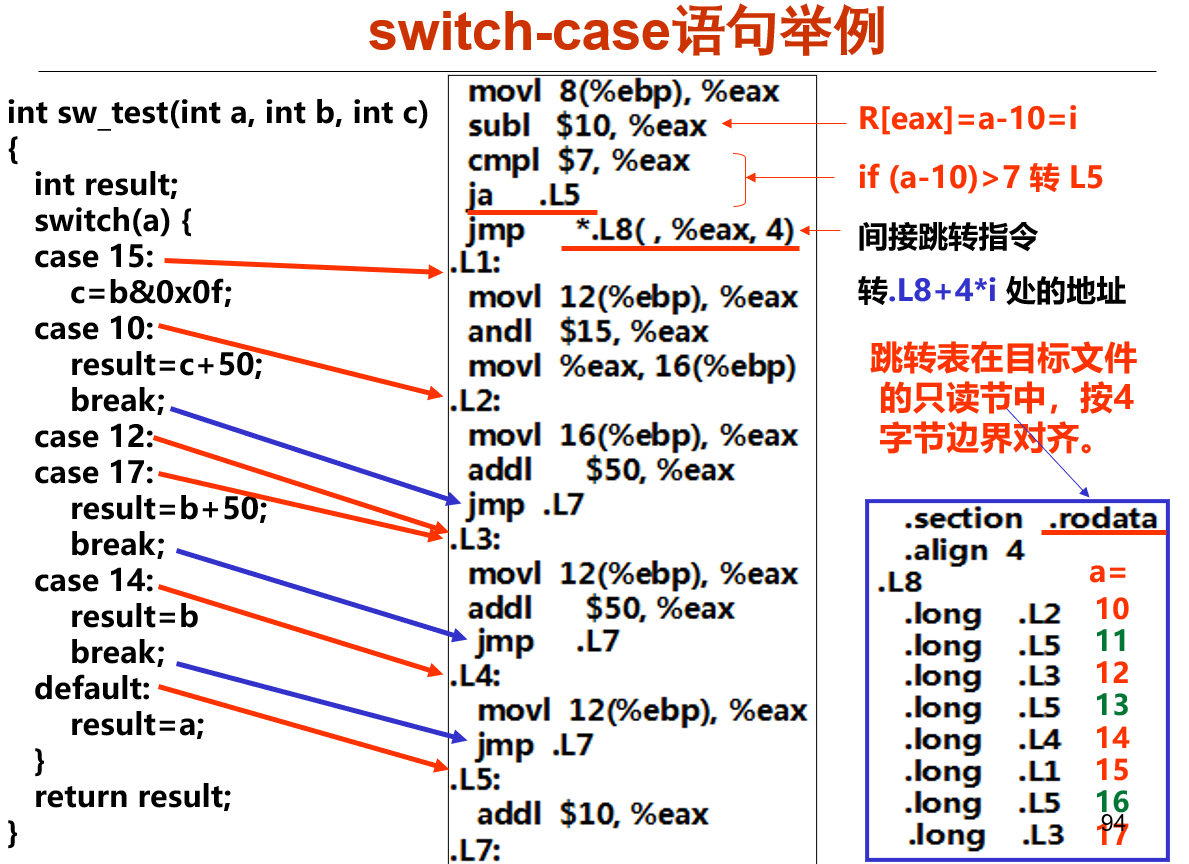 switch-case语句举例
int sw_test(int a, int b, int c)
{
int result;
switch(a) {
case 15:
c=b&0x0f;
case 10:
result=c+50;
break;
case 12:
case 17:
result=b+50;
break;
case 14:
result=b
break;
default:
result=a;
}
return result;
}
movl 8(%ebp), %eax
subl $10, %eax
cmpl $7, %eax
ja .L5
jmp *.L8( , %eax, 4)
.L1:
movl 12(%ebp), %eax
andl $15, %eax
movl %eax, 16(%ebp)
.L2:
movl 16(%ebp), %eax
addl $50, %eax
jmp .L7
.L3:
movl 12(%ebp), %eax
addl $50, %eax
jmp .L7
.L4:
movl 12(%ebp), %eax
jmp .L7
.L5:
addl $10, %eax
.L7:
R[eax]=a-10=i
if (a-10)>7 转 L5
间接跳转指令
转.L8+4*i 处的地址
跳转表在目标文件
的只读节中，按4
字节边界对齐。
.section .rodata
.align 4
a=
.L8
.long .L2 10
.long .L5 11
.long .L3 12
.long .L5 13
.long .L4 14
.long .L1 15
.long .L5 16
.long .L3 17
94